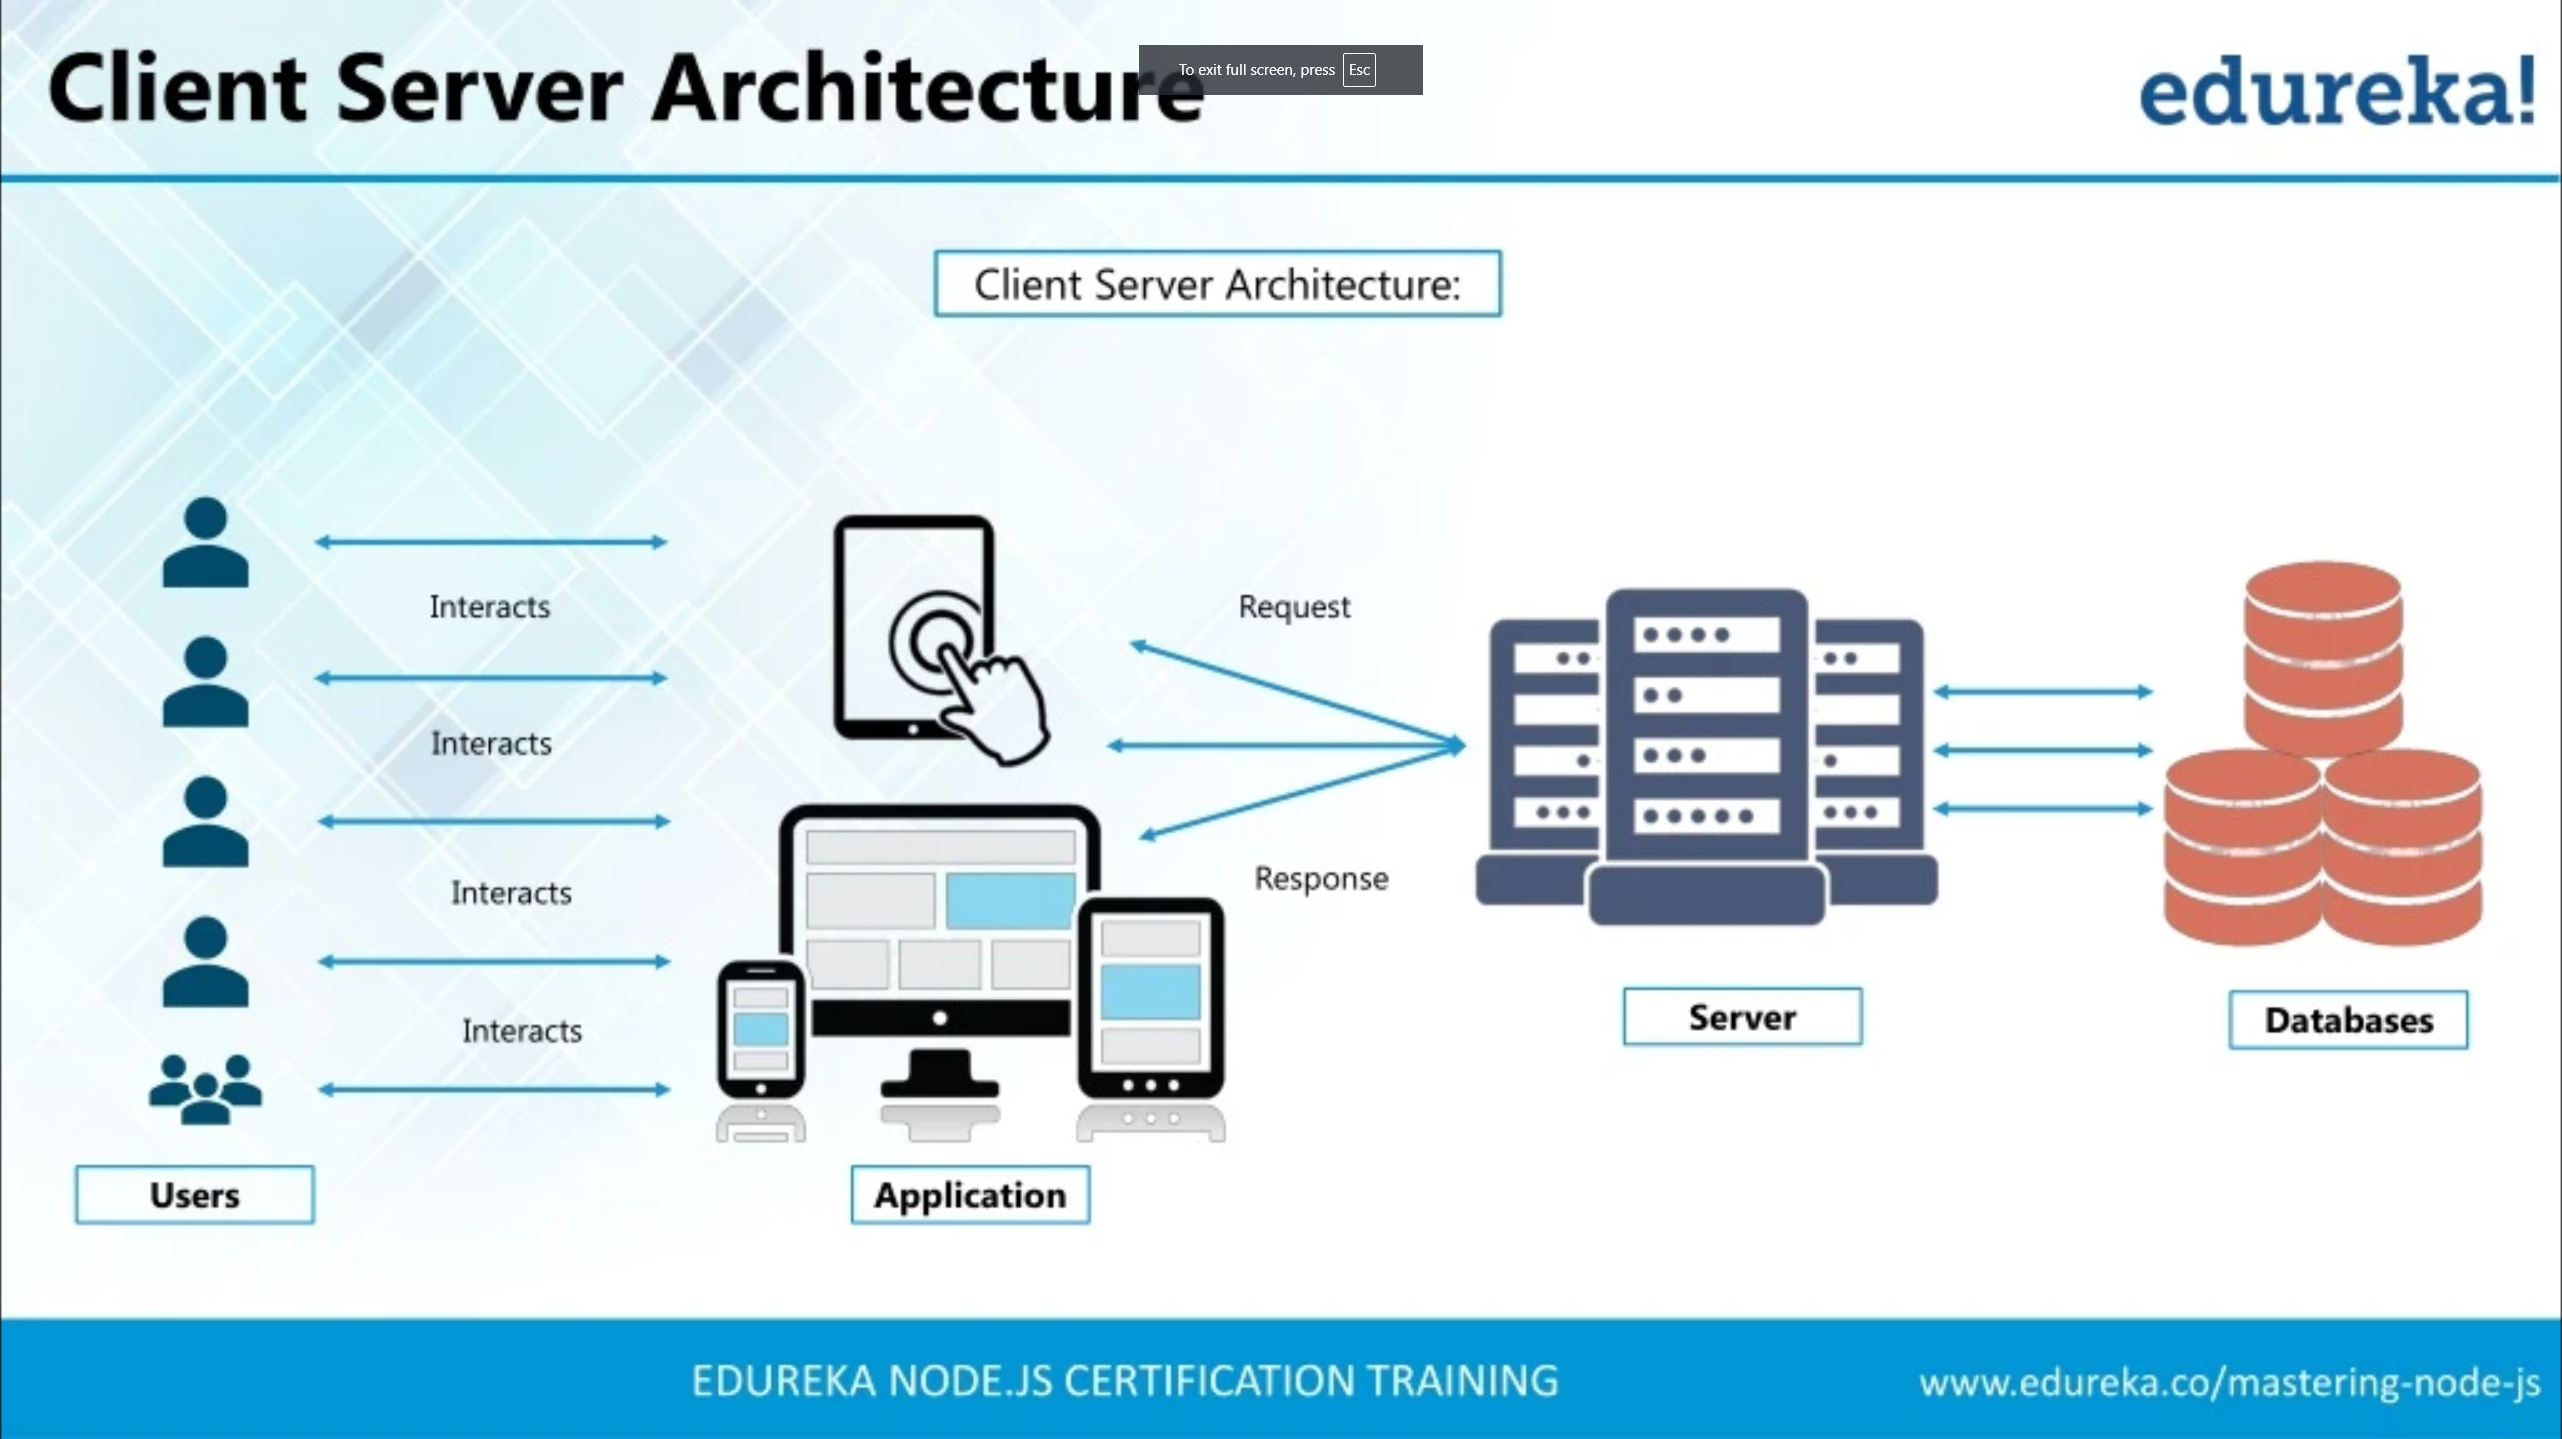 Client Server Architecture
To exit full screen, press Esc
edureka!
Client Server Architecture:
Interacts
Interacts
Interacts
Interacts
Request
Response
Users
Application
Server
Databases
EDUREKA NODE.JS CERTIFICATION TRAINING
www.edureka.co/mastering-node-js